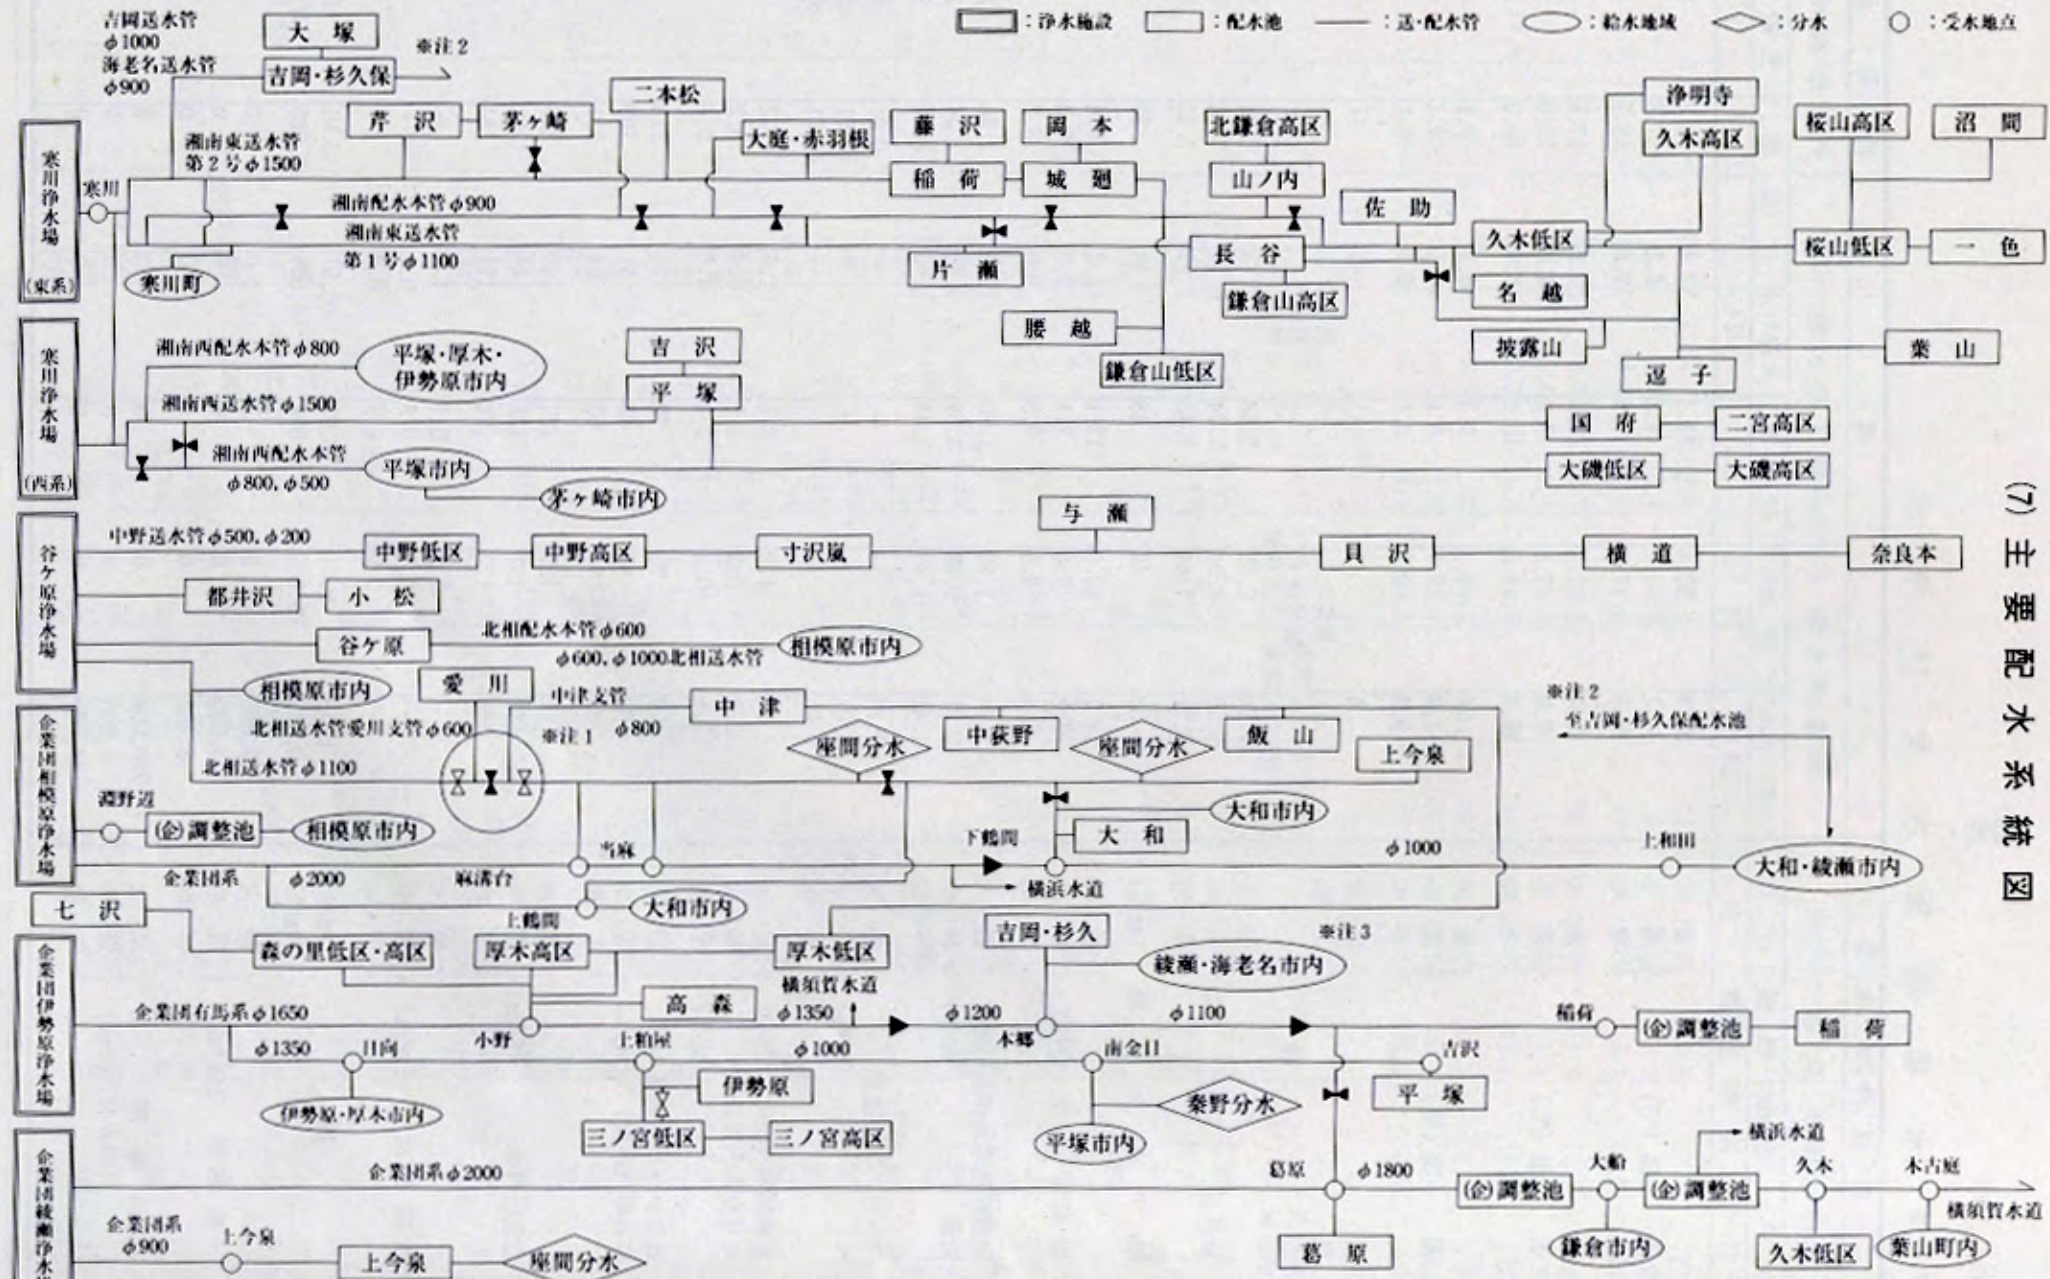 (7) 主要配水系統図
：浄水施設
：配水池
：送・配水管
：給水地域
：分水
：受水地点
吉岡送水管
φ1000
海老名送水管
φ900
大塚
吉岡・杉久保
※注2
二本松
芹沢
茅ヶ崎
大庭・赤羽根
藤沢
岡本
北鎌倉高区
浄明寺
久木高区
桜山高区
沼間
寒川浄水場
(東系)
寒川
湘南東送水管
第2号φ1500
稲荷
城廻
山ノ内
佐助
湘南配水本管φ900
湘南東送水管
第1号φ1100
寒川町
片瀬
長谷
鎌倉山高区
久木低区
名越
桜山低区
一色
腰越
鎌倉山低区
披露山
逗子
葉山
寒川浄水場
(西系)
湘南西配水本管φ800
平塚・厚木・
伊勢原市内
吉沢
平塚
湘南西送水管φ1500
湘南西配水本管
φ800,φ500
平塚市内
茅ヶ崎市内
国府
二宮高区
大磯低区
大磯高区
谷ケ原浄水場
中野送水管φ500,φ200
中野低区
中野高区
寸沢嵐
与瀬
貝沢
横道
奈良本
都井沢
小松
谷ケ原
北相配水本管φ600
φ600,φ1000北相送水管
相模原市内
相模原市内
愛川
中津支管
φ800
中津
北相送水管愛川支管φ600
※注1
座間分水
中荻野
座間分水
飯山
上今泉
※注2
至吉岡・杉久保配水池
北相送水管φ1100
企業団相模原浄水場
淵野辺
(企)調整池
相模原市内
大和市内
大和
下鶴間
当麻
麻溝台
企業団系
φ2000
φ1000
上和田
大和・綾瀬市内
横浜水道
上鶴間
大和市内
七沢
企業団伊勢原浄水場
森の里低区・高区
厚木高区
厚木低区
吉岡・杉久
※注3
綾瀬・海老名市内
高森
横須賀水道
企業団有馬系φ1650
小野
φ1350
φ1200
本郷
φ1100
稲荷
(企)調整池
稲荷
φ1350
日向
上粕屋
φ1000
南金目
吉沢
伊勢原・厚木市内
伊勢原
三ノ宮低区
三ノ宮高区
秦野分水
平塚市内
平塚
企業団綾瀬浄水
企業団系φ2000
葛原
φ1800
(企)調整池
大船
(企)調整池
横浜水道
久木
木古庭
横須賀水道
企業団系
φ900
上今泉
上今泉
座間分水
葛原
鎌倉市内
久木低区
葉山町内